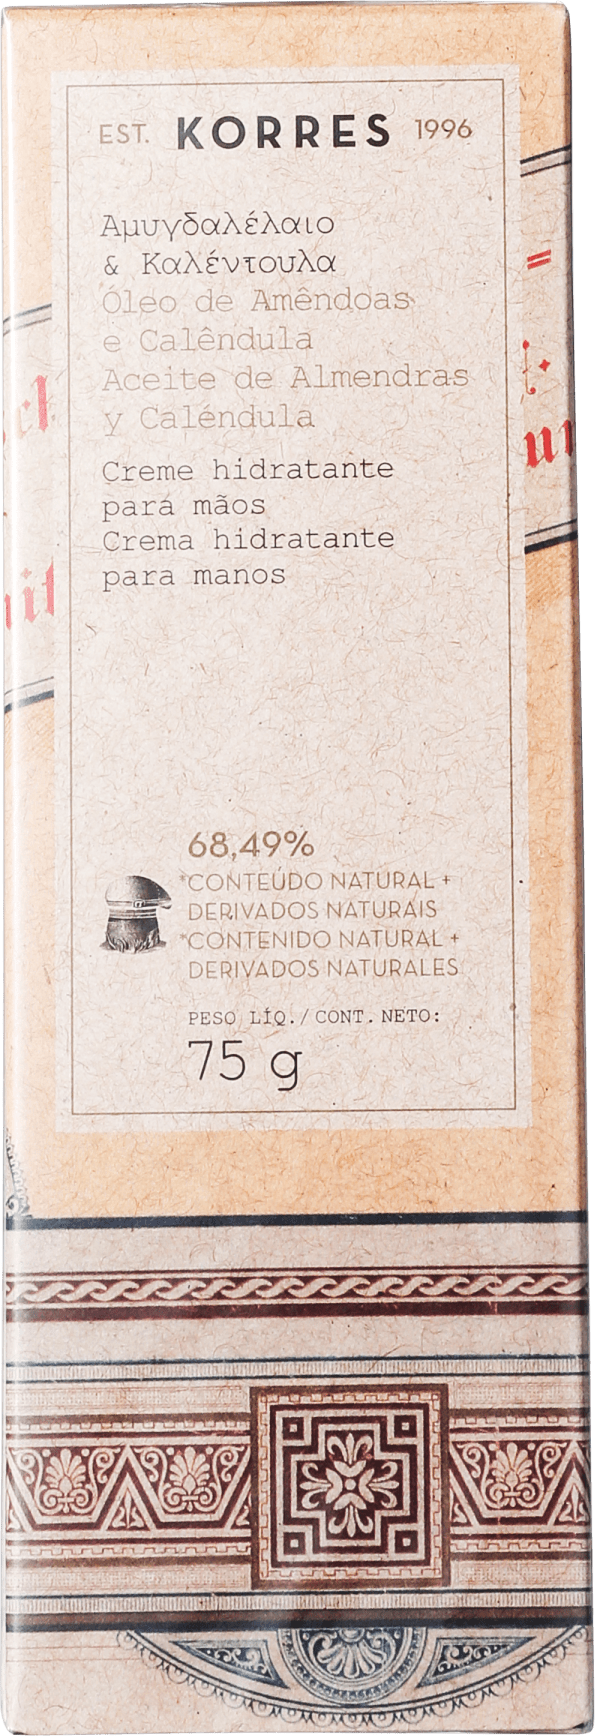 EST. KORRES 1996
Αμυγδαλέλαιο
& Καλέντουλα
Óleo de Amêndoas
e Calêndula
Aceite de Almendras
y Caléndula
Creme hidratante
para mãos
Crema hidratante
para manos
68,49%
*CONTEÚDO NATURAL +
DERIVADOS NATURAIS
*CONTENIDO NATURAL +
DERIVADOS NATURALES
PESO LÍQ./CONT. NETO:
75 g